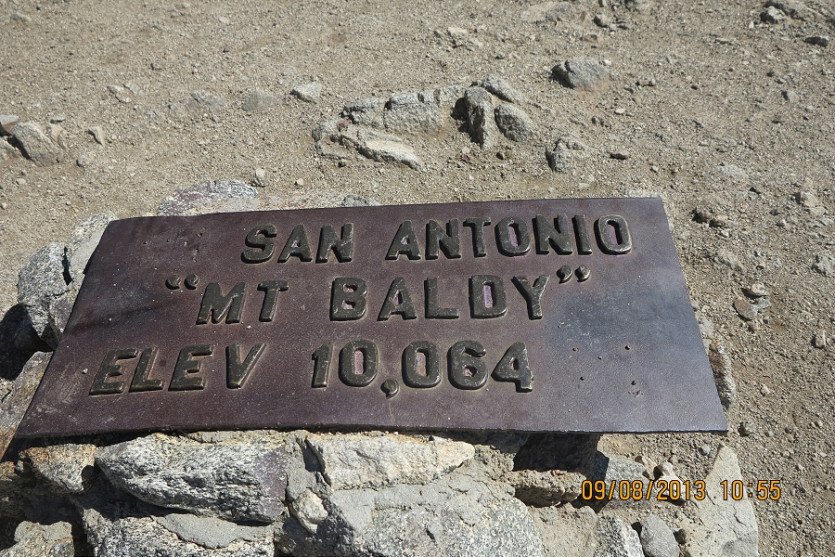 SAN ANTONIO
"MT BALDY"
ELEV 10,064
09/08/2013 10:55